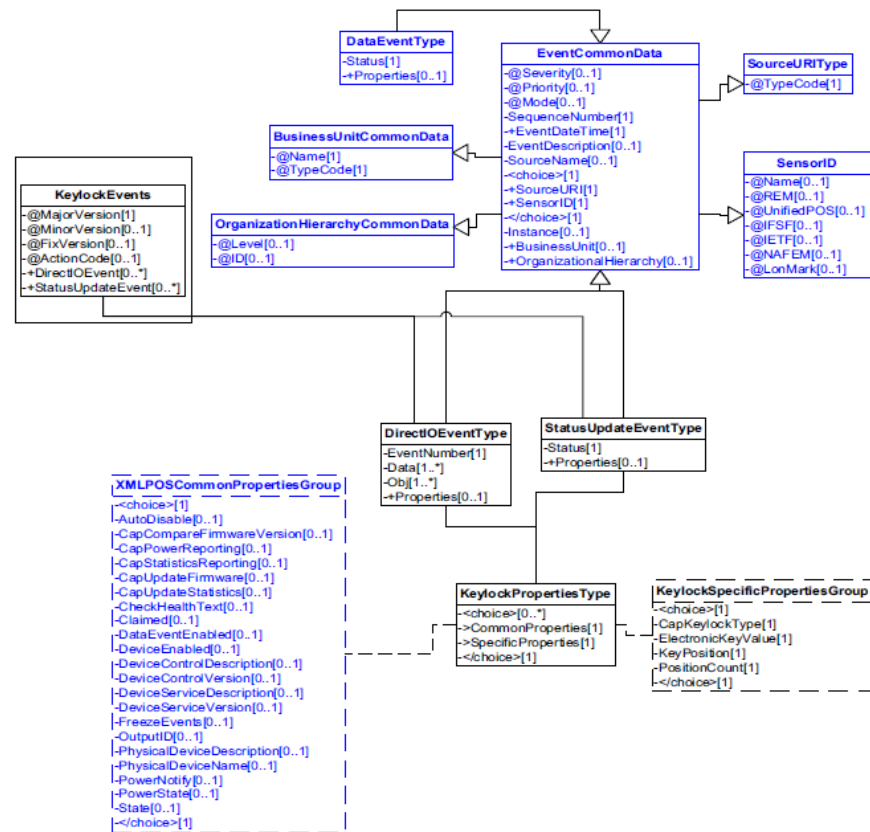 DataEventType
-Status[1]
-+Properties[0..1]
EventCommonData
-@Severity[0..1]
-@Priority[0..1]
-@Mode[0..1]
-SequenceNumber[1]
-+EventDateTime[1]
-EventDescription[0..1]
-SourceName[0..1]
-<choice>[1]
-+SourceURI[1]
-+SensorID[1]
-</choice>[1]
-Instance[0..1]
-+BusinessUnit[0..1]
-+OrganizationalHierarchy[0..1]
SourceURIType
-@TypeCode[1]
BusinessUnitCommonData
-@Name[1]
-@TypeCode[1]
SensorID
-@Name[0..1]
-@REM[0..1]
-@UnifiedPOS[0..1]
-@IFSF[0..1]
-@IETF[0..1]
-@NAFEM[0..1]
-@LonMark[0..1]
KeylockEvents
-@MajorVersion[1]
-@MinorVersion[0..1]
-@FixVersion[0..1]
-@ActionCode[0..1]
-+DirectIOEvent[0..*]
-+StatusUpdateEvent[0..*]
OrganizationHierarchyCommonData
-@Level[0..1]
-@ID[0..1]
DirectIOEventType
-EventNumber[1]
-Data[1..*]
-Obj[1..*]
-+Properties[0..1]
StatusUpdateEventType
-Status[1]
-+Properties[0..1]
XMLPOSCommonPropertiesGroup
-<choice>[1]
-AutoDisable[0..1]
-CapCompareFirmwareVersion[0..1]
-CapPowerReporting[0..1]
-CapStatisticsReporting[0..1]
-CapUpdateFirmware[0..1]
-CapUpdateStatistics[0..1]
-CheckHealthText[0..1]
-Claimed[0..1]
-DataEventEnabled[0..1]
-DeviceEnabled[0..1]
-DeviceControlDescription[0..1]
-DeviceControlVersion[0..1]
-DeviceServiceDescription[0..1]
-DeviceServiceVersion[0..1]
-FreezeEvents[0..1]
-OutputID[0..1]
-PhysicalDeviceDescription[0..1]
-PhysicalDeviceName[0..1]
-PowerNotify[0..1]
-PowerState[0..1]
-State[0..1]
-</choice>[1]
KeylockPropertiesType
-<choice>[0..*]
->CommonProperties[1]
->SpecificProperties[1]
-</choice>[1]
KeylockSpecificPropertiesGroup
-<choice>[1]
-CapKeylockType[1]
-ElectronicKeyValue[1]
-KeyPosition[1]
-PositionCount[1]
-</choice>[1]